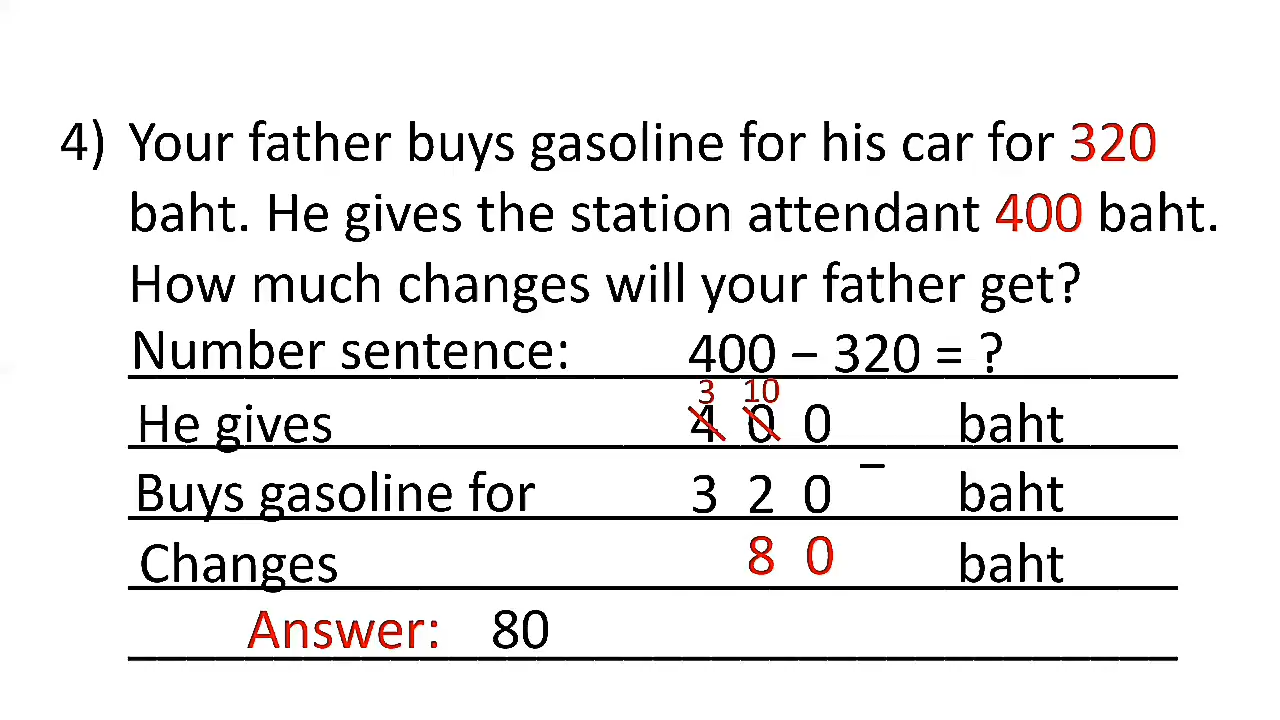 4) Your father buys gasoline for his car for 320
baht. He gives the station attendant 400 baht.
How much changes will your father get?
Number sentence: 400 – 320 = ?
3 10
He gives 4 0 0 baht
–
Buys gasoline for 3 2 0 baht
Changes 8 0 baht
Answer: 80